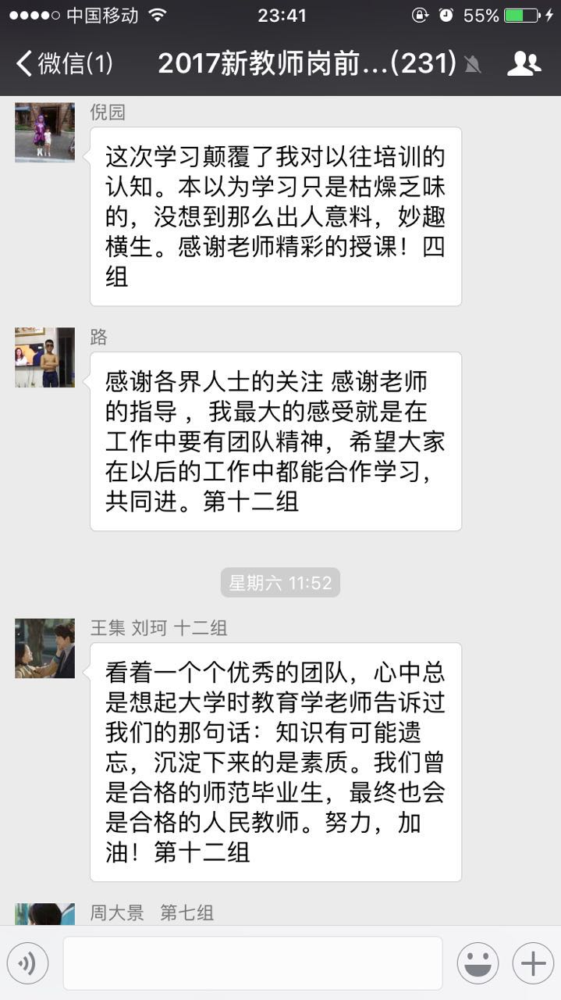 中国移动 23:41 55%
微信(1) 2017新教师岗前...(231)
倪园
这次学习颠覆了我对以往培训的
认知。本以为学习只是枯燥乏味
的，没想到那么出人意料，妙趣
横生。感谢老师精彩的授课！四
组
路
感谢各界人士的关注 感谢老师
的指导 ，我最大的感受就是在
工作中要有团队精神，希望大家
在以后的工作中都能合作学习，
共同进。第十二组
星期六 11:52
王集 刘珂 十二组
看着一个个优秀的团队，心中总
是想起大学时教育学老师告诉过
我们的那句话：知识有可能遗
忘，沉淀下来的是素质。我们曾
是合格的师范毕业生，最终也会
是合格的人民教师。努力，加
油！第十二组
周大景 第七组